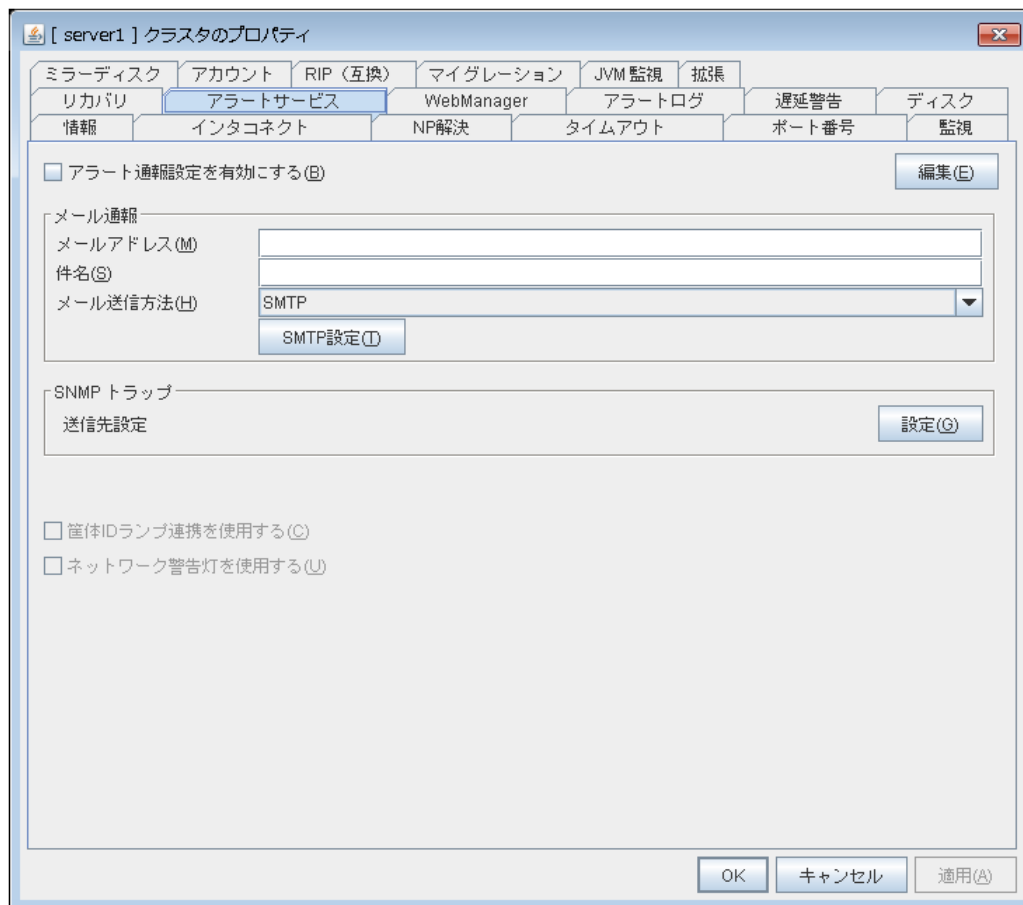 [ server1 ] クラスタのプロパティ
ミラーディスク アカウント RIP（互換） マイグレーション JVM監視 拡張
リカバリ アラートサービス WebManager アラートログ 遅延警告 ディスク
情報 インタコネクト NP解決 タイムアウト ポート番号 監視
アラート通報設定を有効にする(B) 編集(E)
メール通報
メールアドレス(M)
件名(S)
メール送信方法(H) SMTP
SMTP設定(T)
SNMP トラップ
送信先設定 設定(G)
筐体IDランプ連携を使用する(C)
ネットワーク警告灯を使用する(U)
OK キャンセル 適用(A)